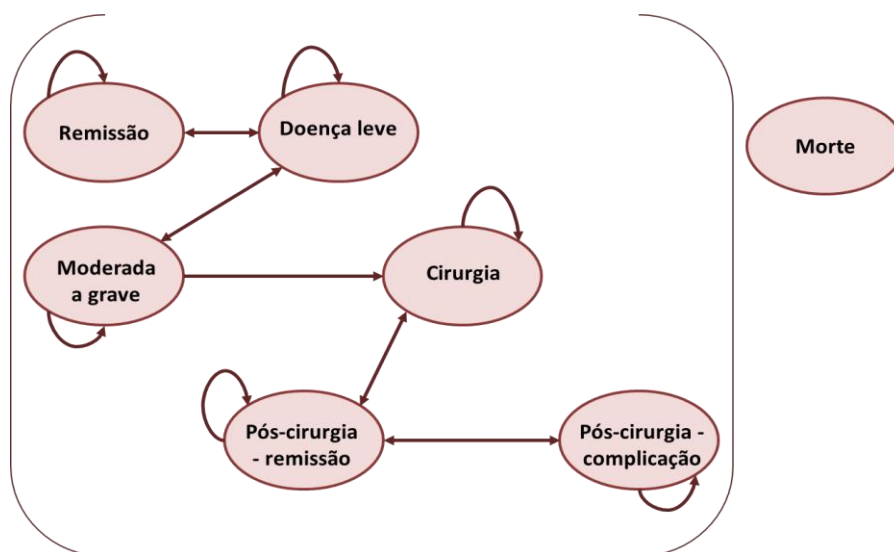 Remissão
Doença leve
Morte
Moderada
a grave
Cirurgia
Pós-cirurgia
- remissão
Pós-cirurgia -
complicação